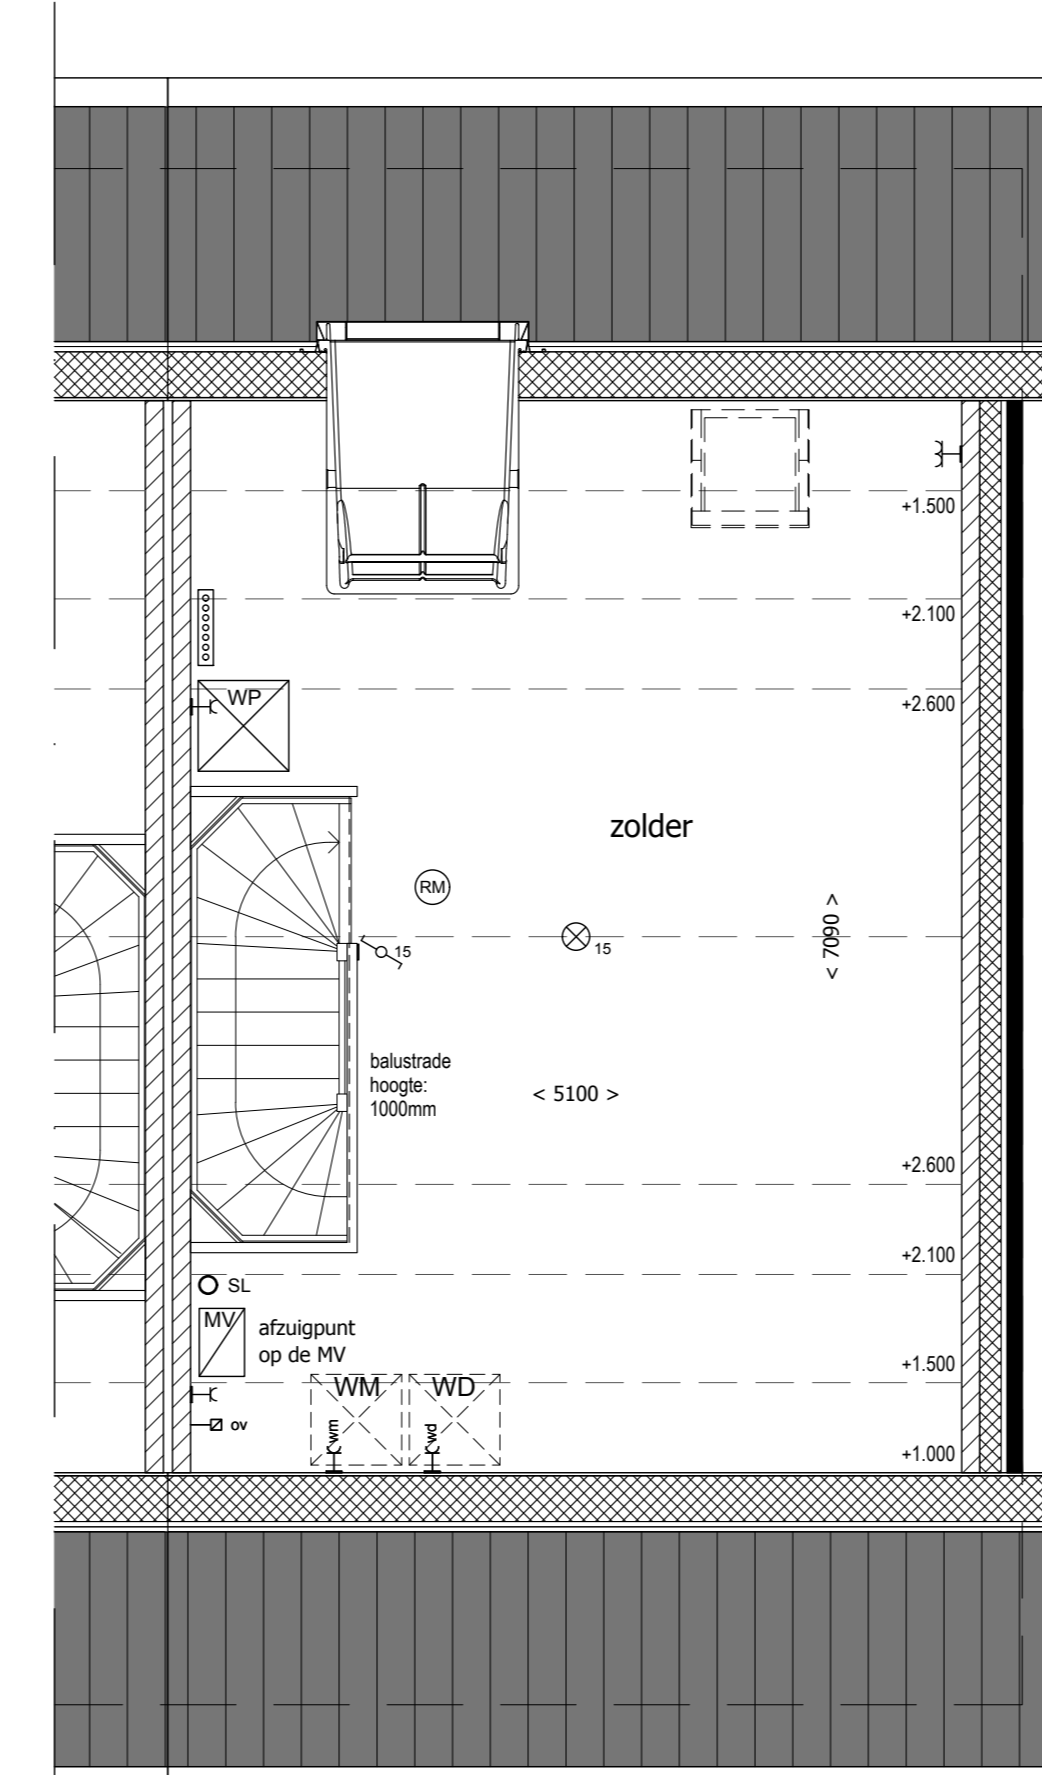 +1.500
+2.100
WP
+2.600
zolder
RM
< 7090 >
15
15
balustrade
hoogte:
1000mm
< 5100 >
+2.600
+2.100
SL
MV
afzuigpunt
op de MV
+1.500
WM
WD
ov
wm
wd
+1.000